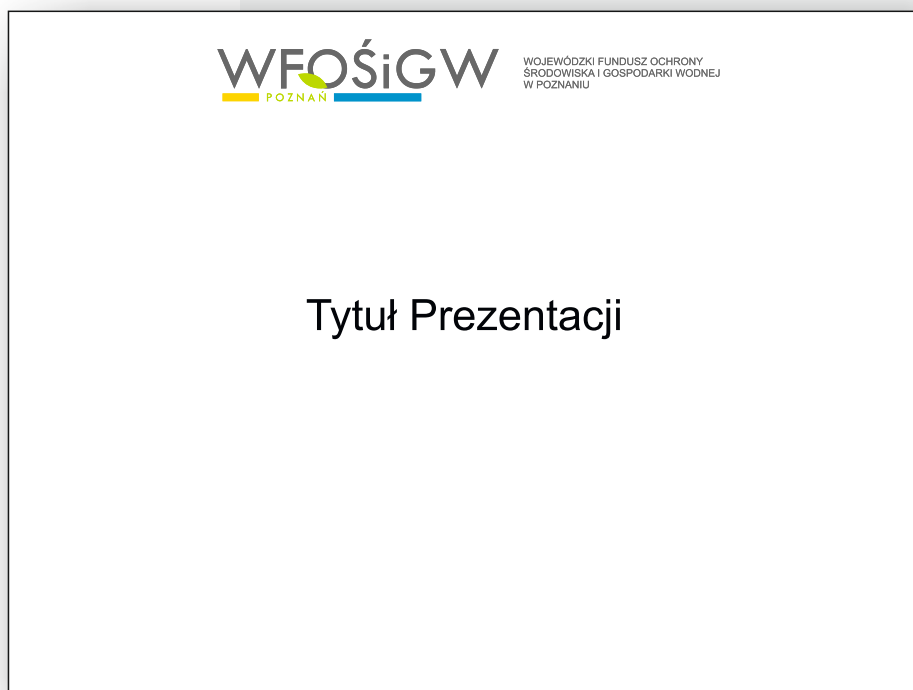 WFOŚiGW
POZNAŃ
WOJEWÓDZKI FUNDUSZ OCHRONY
ŚRODOWISKA I GOSPODARKI WODNEJ
W POZNANIU
Tytuł Prezentacji